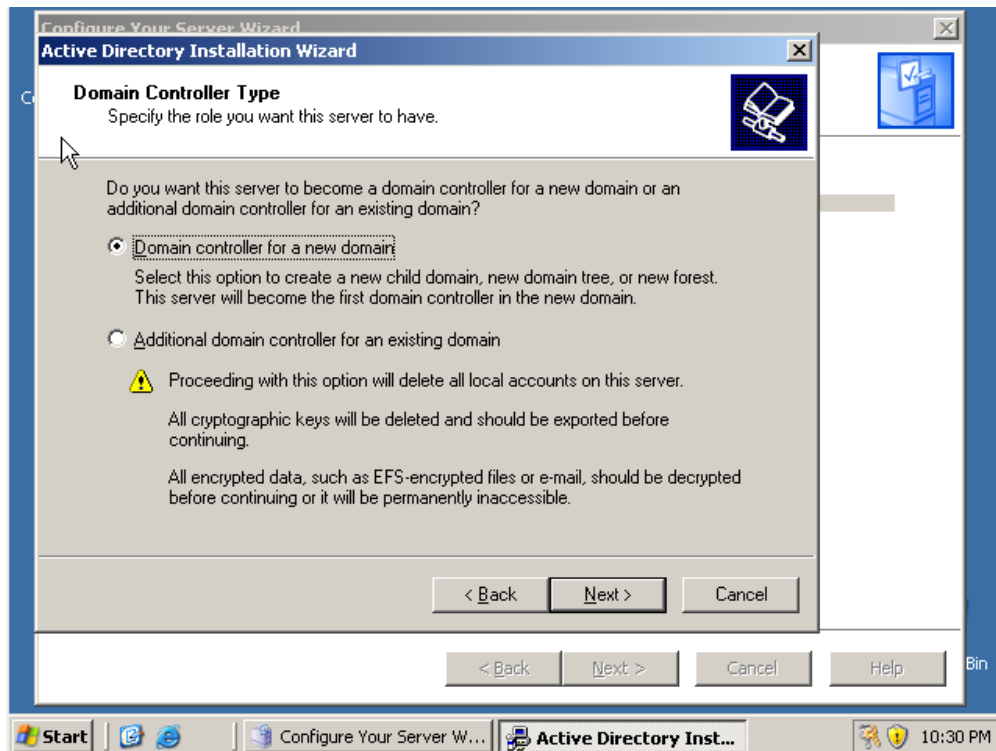 Configure Your Server Wizard
Active Directory Installation Wizard
Domain Controller Type
Specify the role you want this server to have.
Do you want this server to become a domain controller for a new domain or an
additional domain controller for an existing domain?
Domain controller for a new domain
Select this option to create a new child domain, new domain tree, or new forest.
This server will become the first domain controller in the new domain.
Additional domain controller for an existing domain
Proceeding with this option will delete all local accounts on this server.
All cryptographic keys will be deleted and should be exported before
continuing.
All encrypted data, such as EFS-encrypted files or e-mail, should be decrypted
before continuing or it will be permanently inaccessible.
< Back Next > Cancel
< Back Next > Cancel Help
Bin
Start Configure Your Server W... Active Directory Inst... 10:30 PM